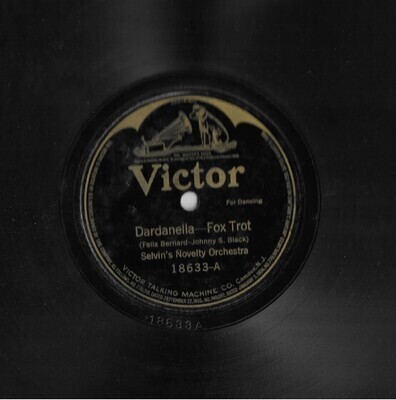 Victor
For Dancing
Dardanella—Fox Trot
(Felix Bernard-Johnny S. Black)
Selvin's Novelty Orchestra
18633-A
VICTOR TALKING MACHINE CO. Camden, N. J.
18633A